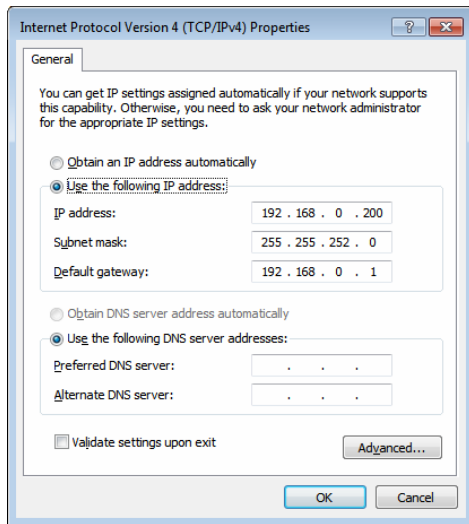 Internet Protocol Version 4 (TCP/IPv4) Properties
General
You can get IP settings assigned automatically if your network supports
this capability. Otherwise, you need to ask your network administrator
for the appropriate IP settings.
Obtain an IP address automatically
Use the following IP address:
IP address: 192 . 168 . 0 . 200
Subnet mask: 255 . 255 . 252 . 0
Default gateway: 192 . 168 . 0 . 1
Obtain DNS server address automatically
Use the following DNS server addresses:
Preferred DNS server: . . .
Alternate DNS server: . . .
Validate settings upon exit
Advanced...
OK Cancel